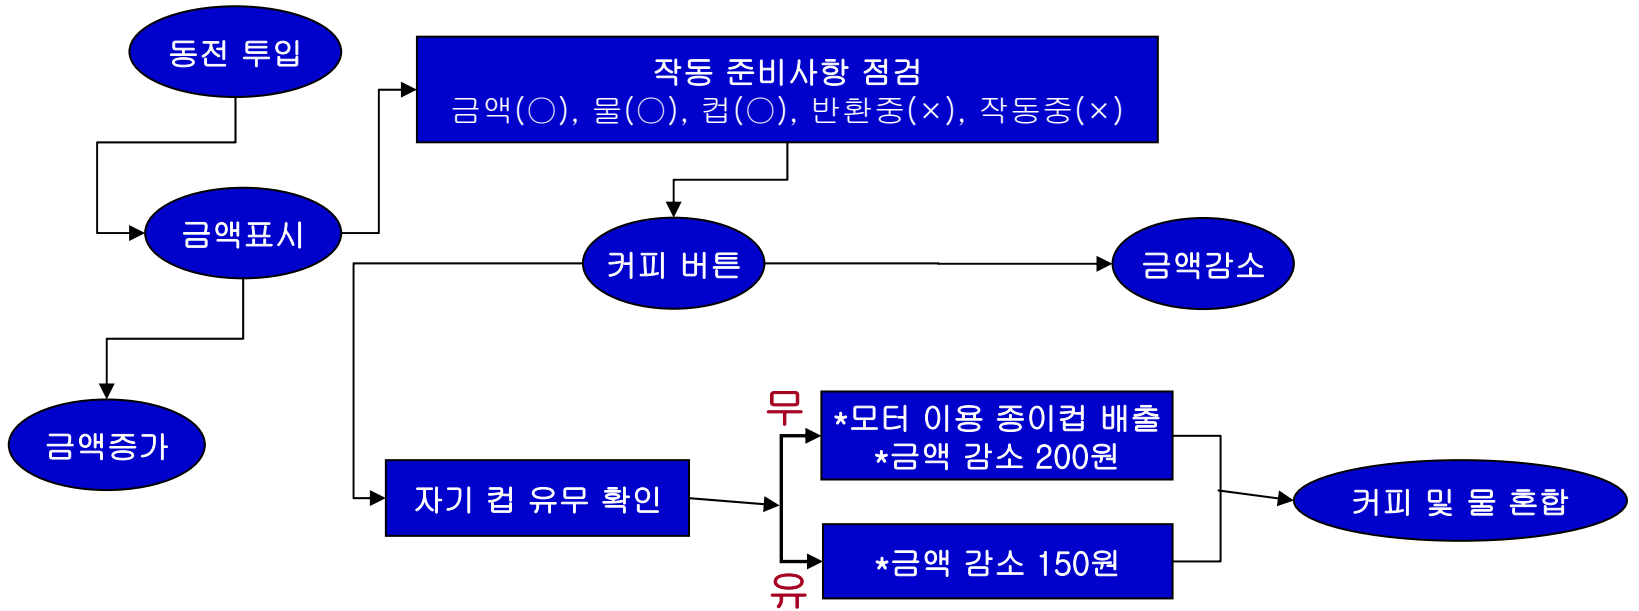 동전 투입
작동 준비사항 점검
금액(○), 물(○), 컵(○), 반환중(×), 작동중(×)
금액표시
커피 버튼
금액감소
금액증가
무
*모터 이용 종이컵 배출
*금액 감소 200원
자기 컵 유무 확인
커피 및 물 혼합
*금액 감소 150원
유